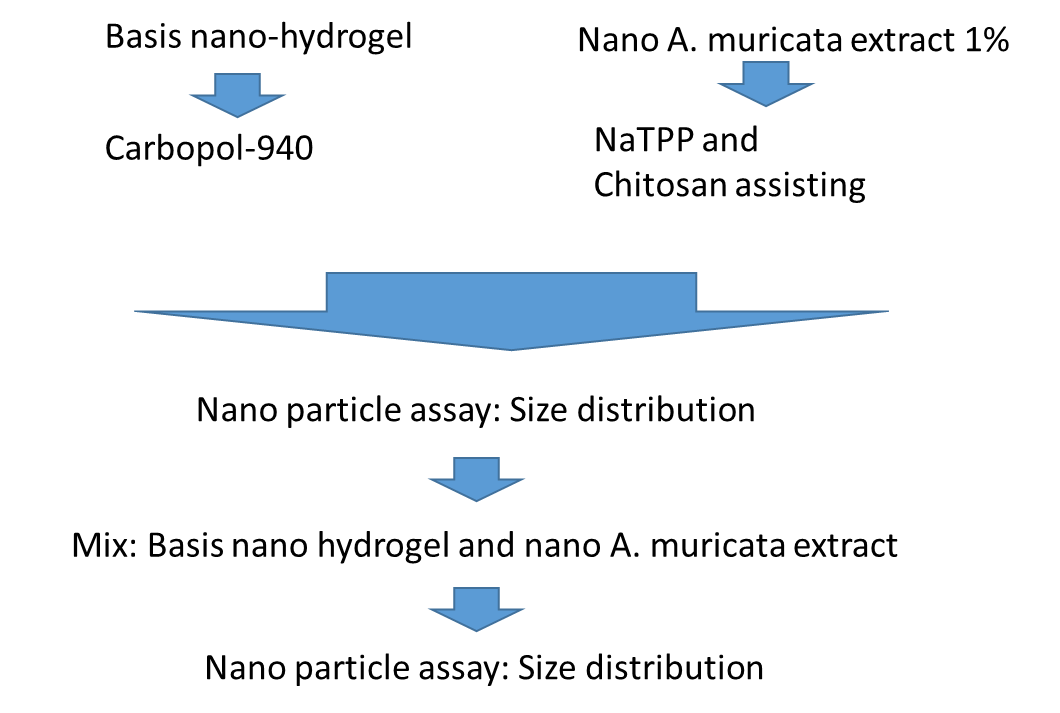 Basis nano-hydrogel
Nano A. muricata extract 1%
Carbopol-940
NaTPP and
Chitosan assisting
Nano particle assay: Size distribution
Mix: Basis nano hydrogel and nano A. muricata extract
Nano particle assay: Size distribution